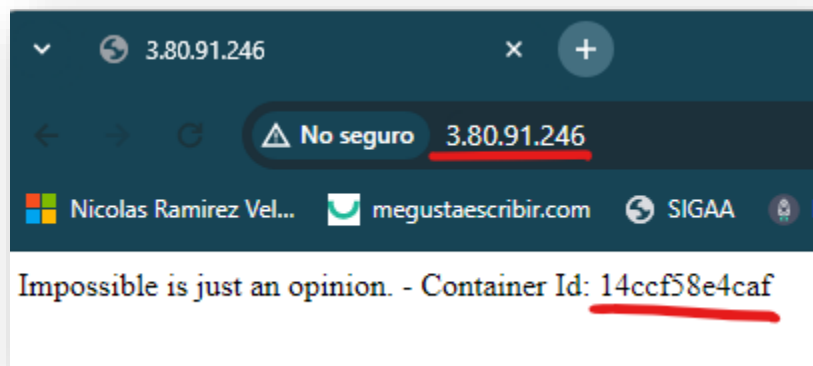 3.80.91.246
No seguro 3.80.91.246
Nicolas Ramirez Vel... megustaescribir.com SIGAA
Impossible is just an opinion. - Container Id: 14ccf58e4caf